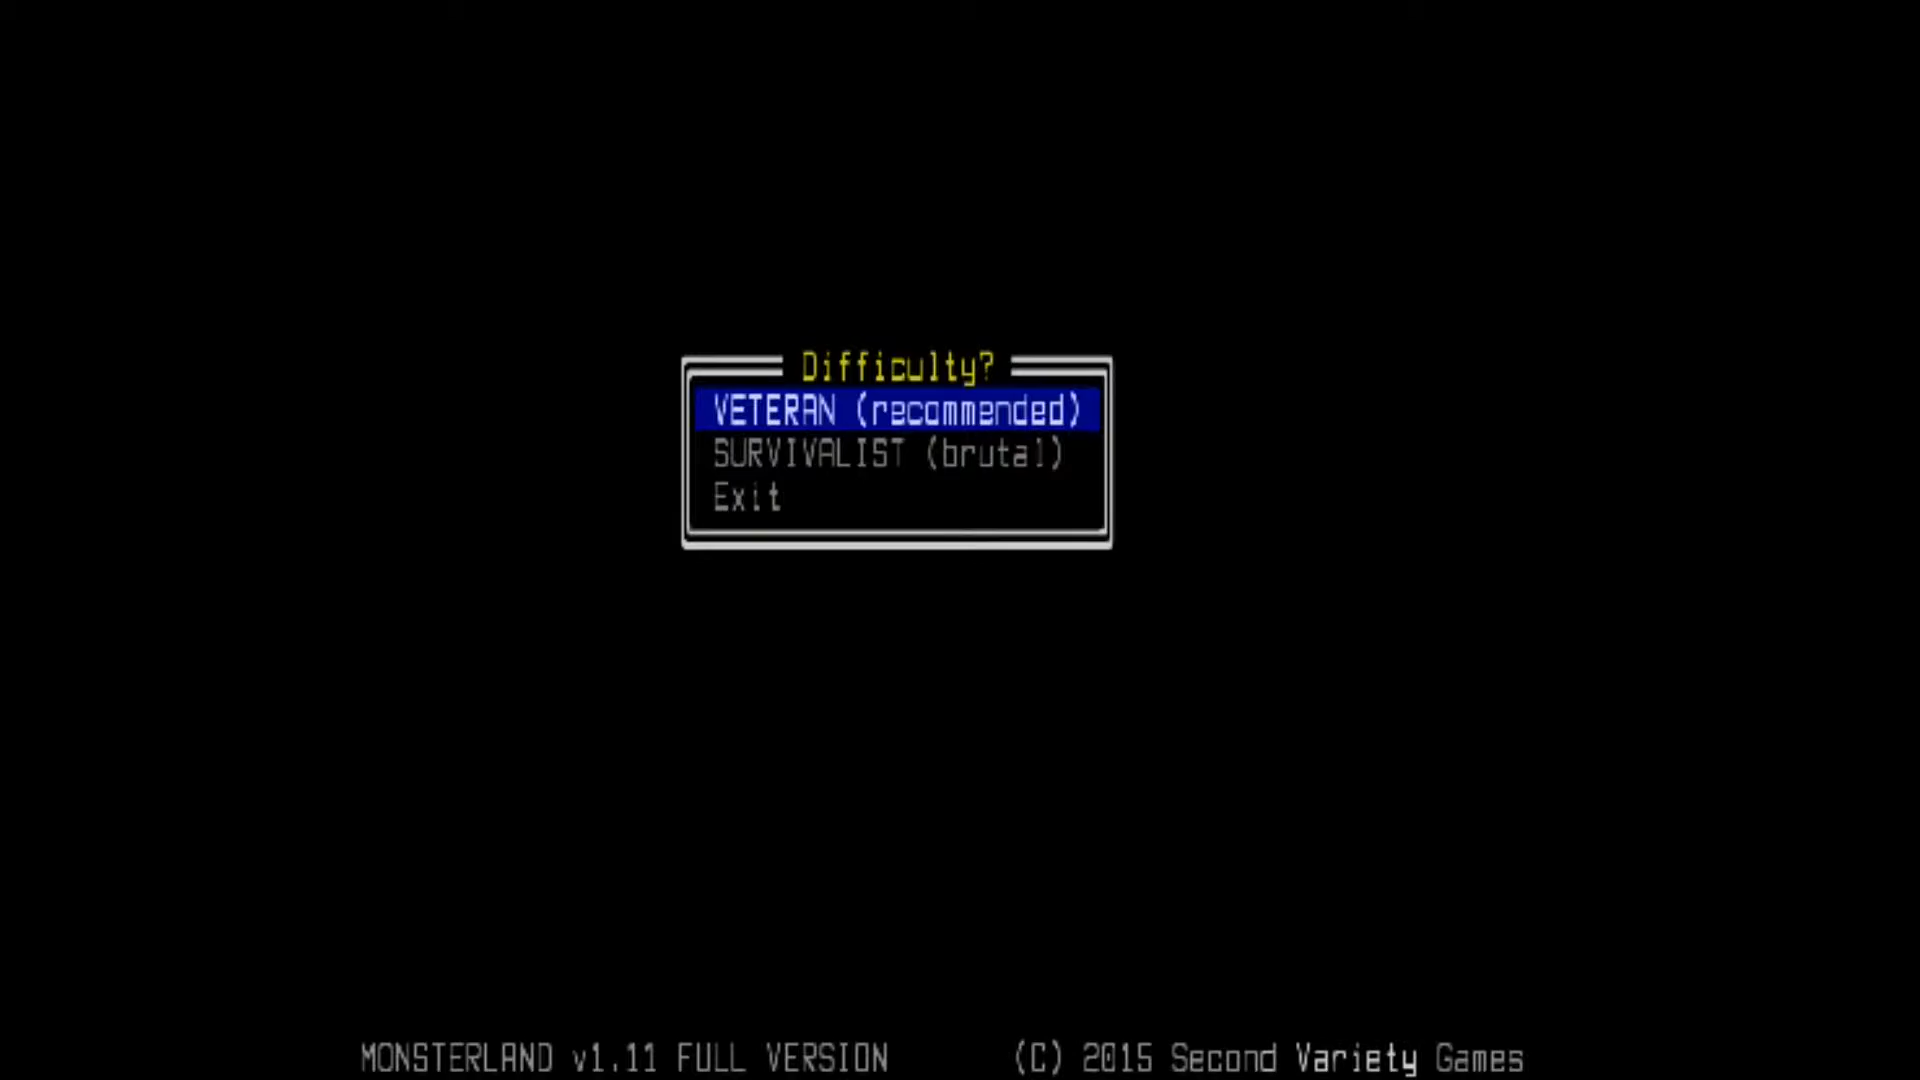 Difficulty?
VETERAN (recommended)
SURVIVALIST (brutal)
Exit
MONSTERLAND v1.11 FULL VERSION (C) 2015 Second Variety Games